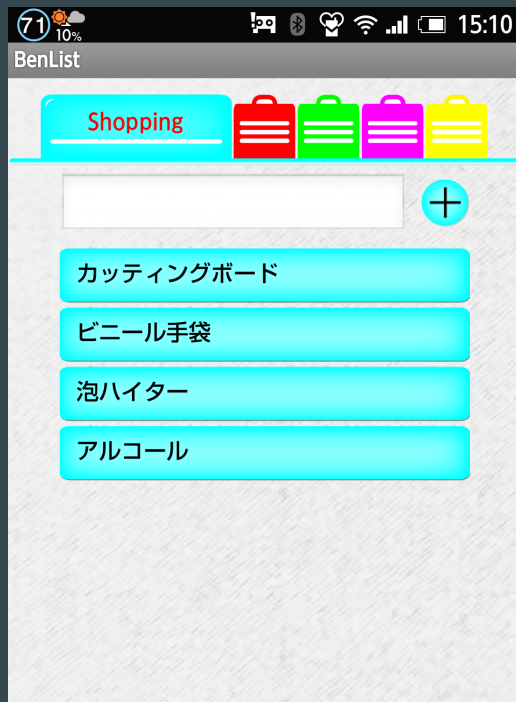 71
10%
15:10
BenList
Shopping
カッティングボード
ビニール手袋
泡ハイター
アルコール